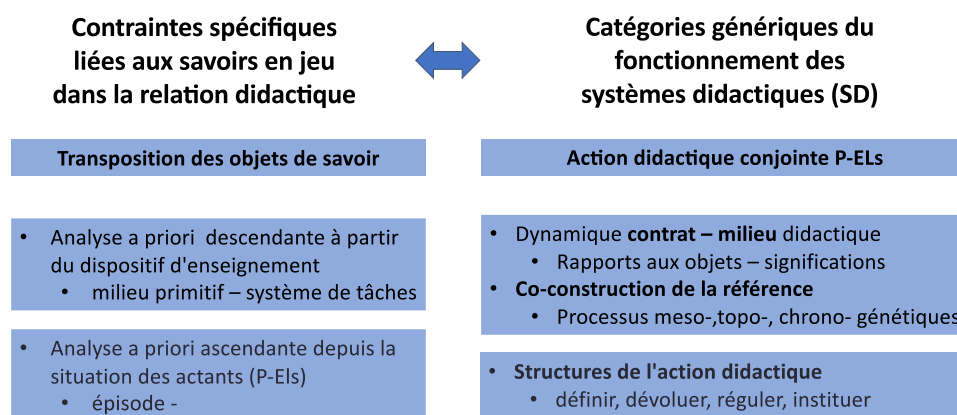 Contraintes spécifiques
liées aux savoirs en jeu
dans la relation didactique
Catégories génériques du
fonctionnement des
systèmes didactiques (SD)
Transposition des objets de savoir
Action didactique conjointe P-ELs
• Analyse a priori descendante à partir
du dispositif d'enseignement
• milieu primitif – système de tâches
• Analyse a priori ascendante depuis la
situation des actants (P-Els)
• épisode -
• Dynamique contrat – milieu didactique
• Rapports aux objets – significations
• Co-construction de la référence
• Processus meso-,topo-, chrono- génétiques
• Structures de l'action didactique
• définir, dévoluer, réguler, instituer